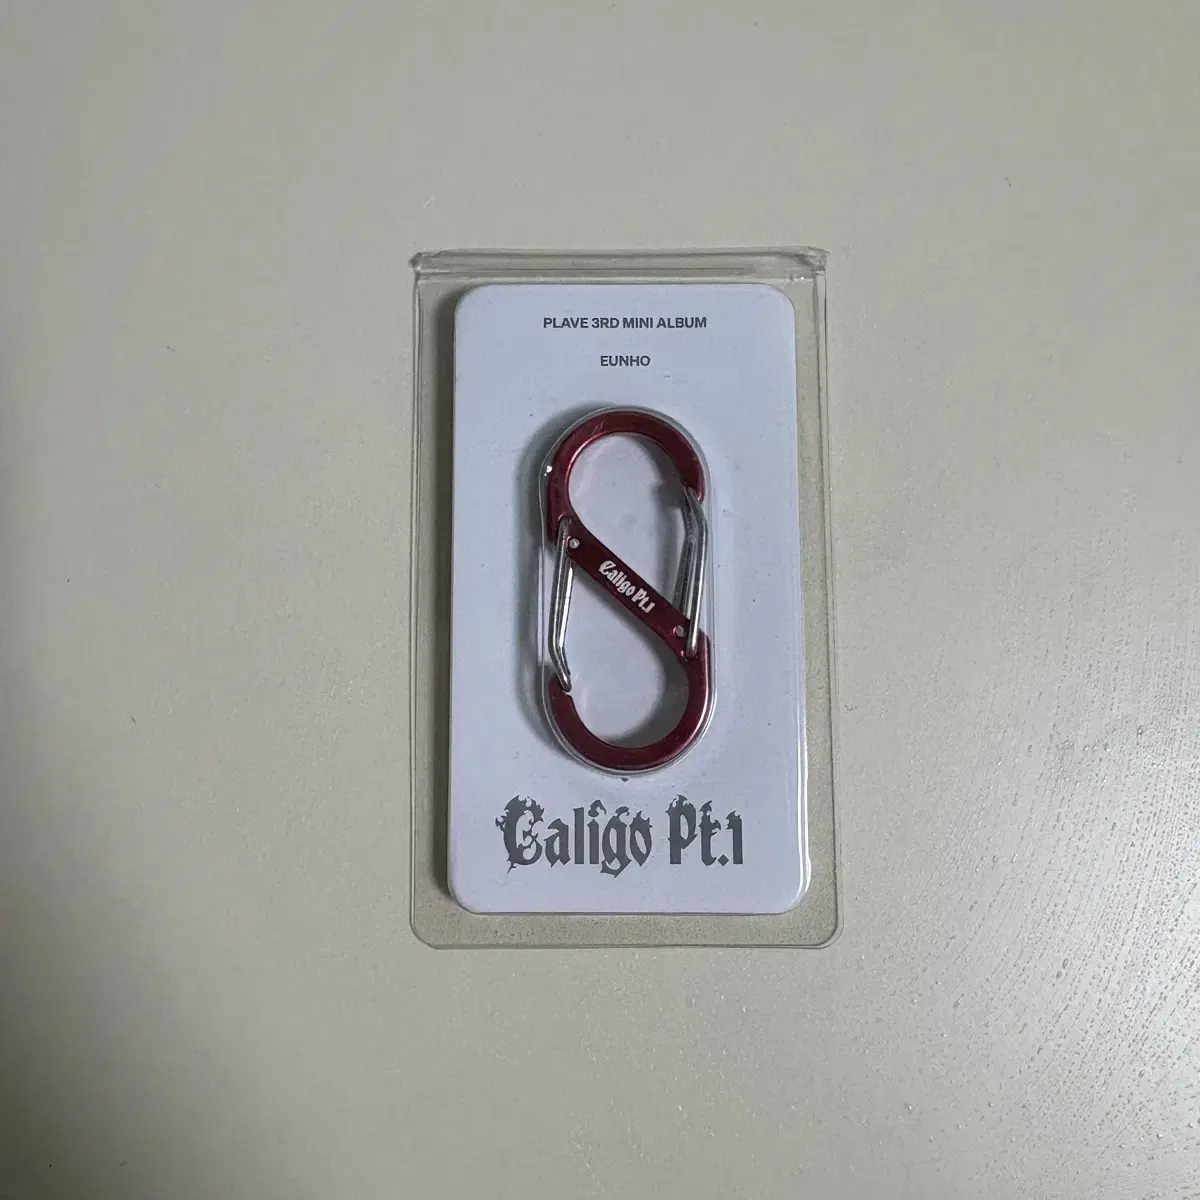 PLAVE 3RD MINI ALBUM
EUNHO
Caligo Pt.1
Caligo Pt.1